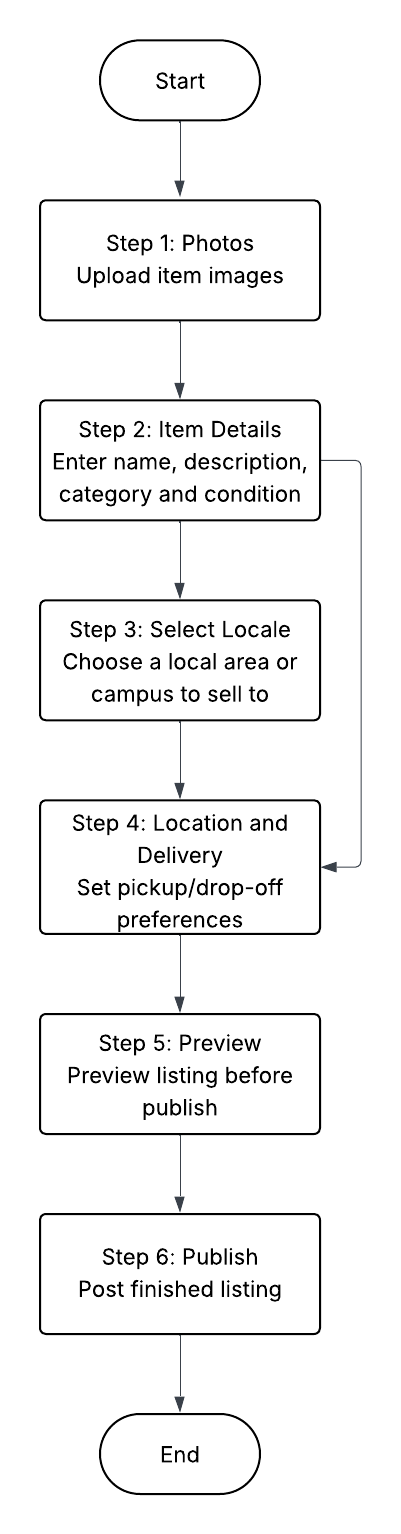 Start
Step 1: Photos
Upload item images
Step 2: Item Details
Enter name, description,
category and condition
Step 3: Select Locale
Choose a local area or
campus to sell to
Step 4: Location and
Delivery
Set pickup/drop-off
preferences
Step 5: Preview
Preview listing before
publish
Step 6: Publish
Post finished listing
End